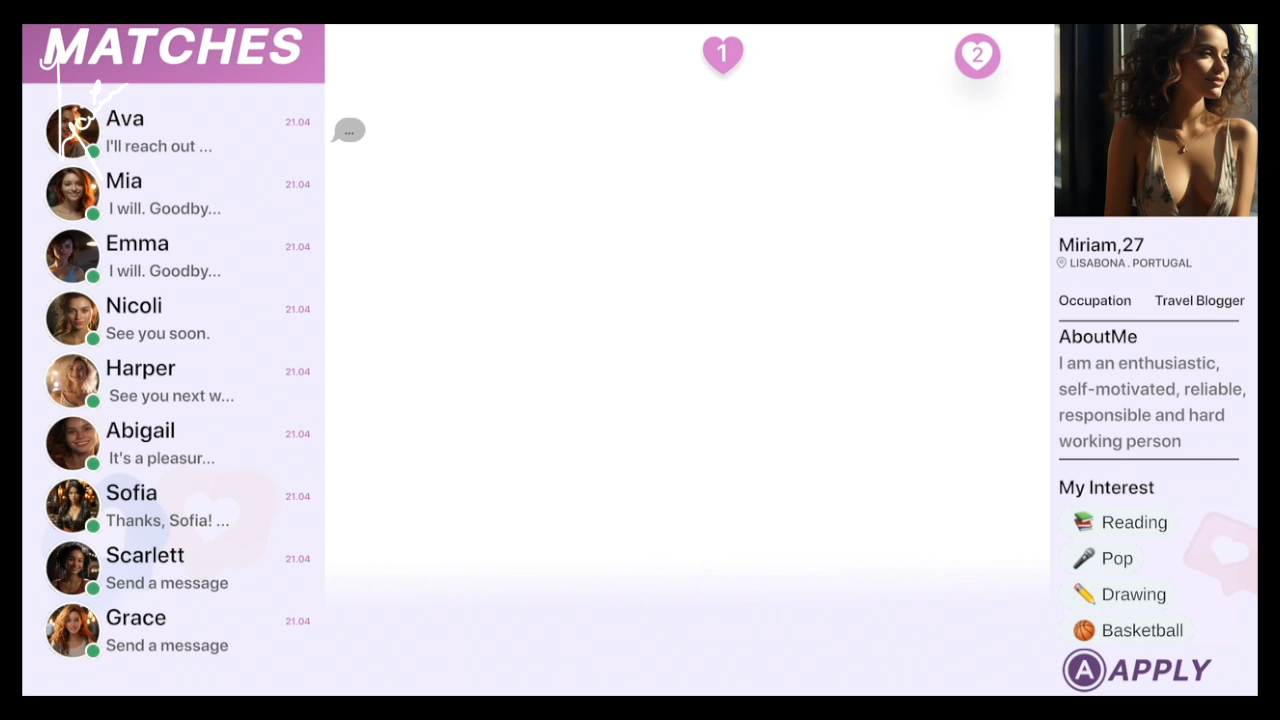 MATCHES
Ava
21.04
I'll reach out ...
Mia
21.04
I will. Goodby...
Emma
21.04
I will. Goodby...
Nicoli
21.04
See you soon.
Harper
21.04
See you next w...
Abigail
21.04
It's a pleasur...
Sofia
21.04
Thanks, Sofia! ...
Scarlett
21.04
Send a message
Grace
21.04
Send a message
1
2
...
Miriam,27
LISABONA . PORTUGAL
Occupation Travel Blogger
AboutMe
I am an enthusiastic,
self-motivated, reliable,
responsible and hard
working person
My Interest
Reading
Pop
Drawing
Basketball
A APPLY